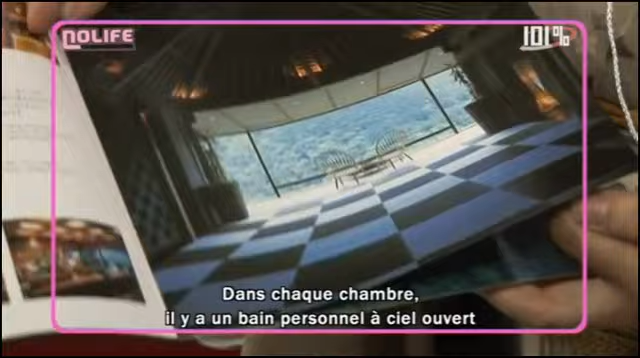 NOLIFE
101%
Dans chaque chambre,
il y a un bain personnel à ciel ouvert